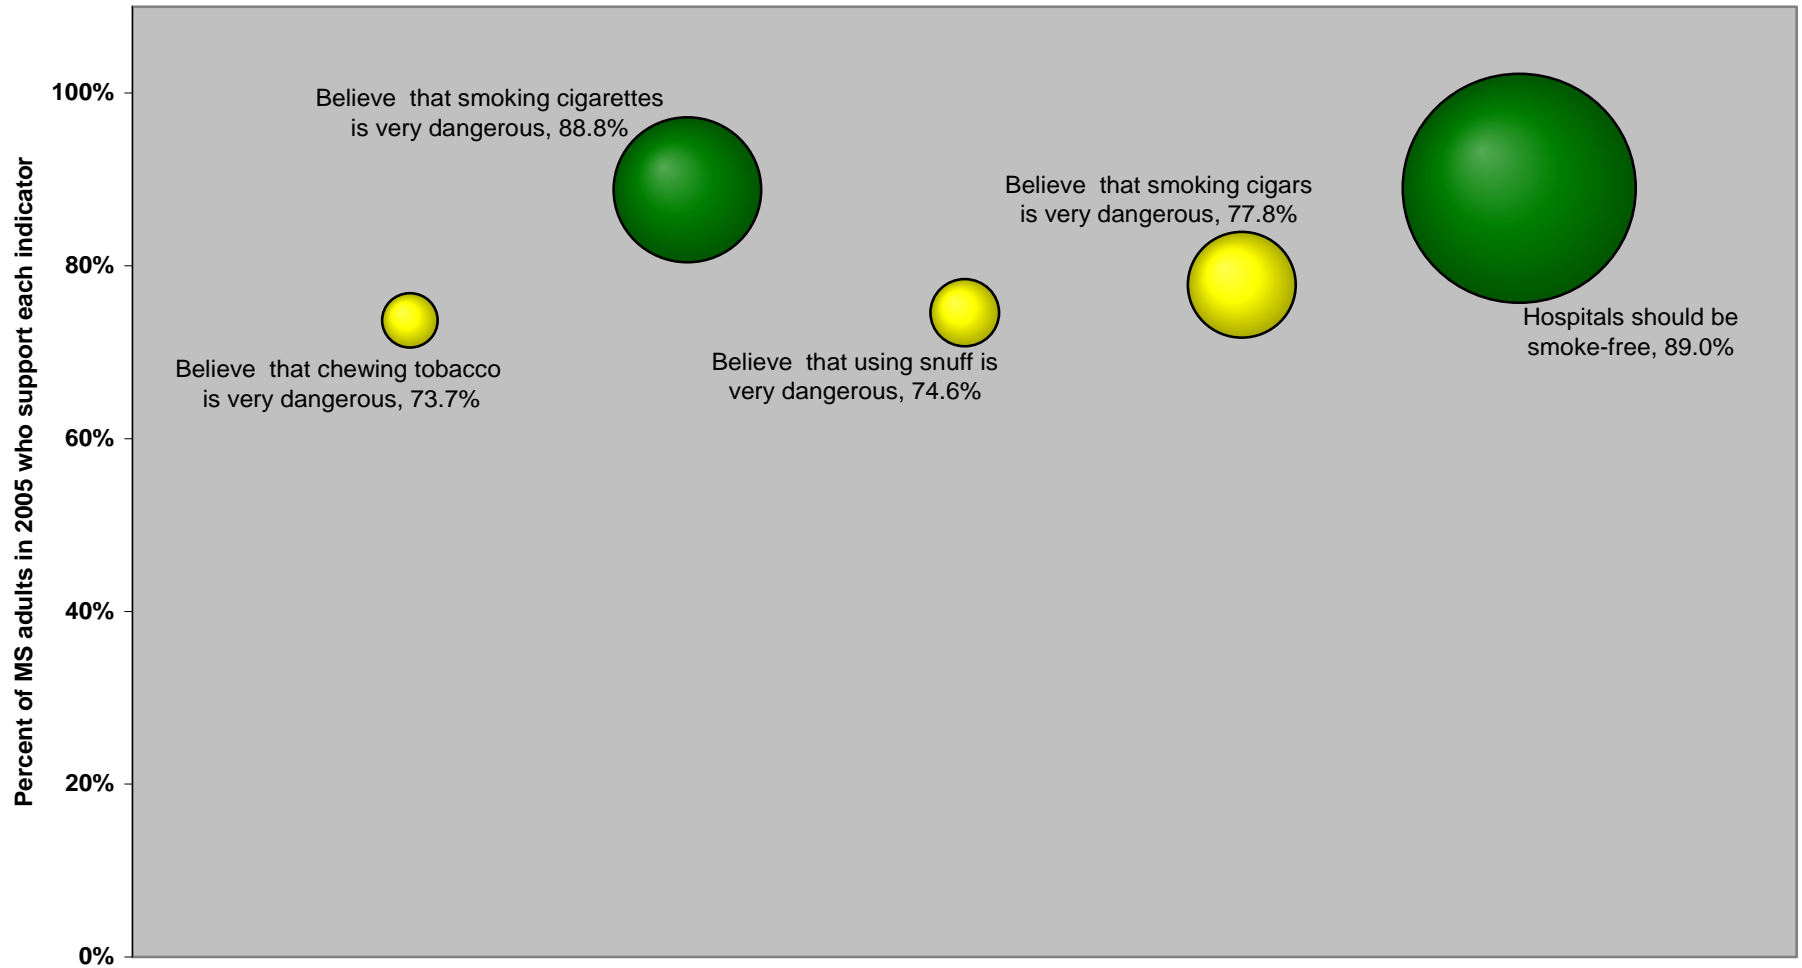 Percent of MS adults in 2005 who support each indicator
100%
80%
60%
40%
20%
0%
Believe  that smoking cigarettes
is very dangerous, 88.8%
Believe  that smoking cigars
is very dangerous, 77.8%
Hospitals should be
smoke-free, 89.0%
Believe  that chewing tobacco
is very dangerous, 73.7%
Believe  that using snuff is
very dangerous, 74.6%